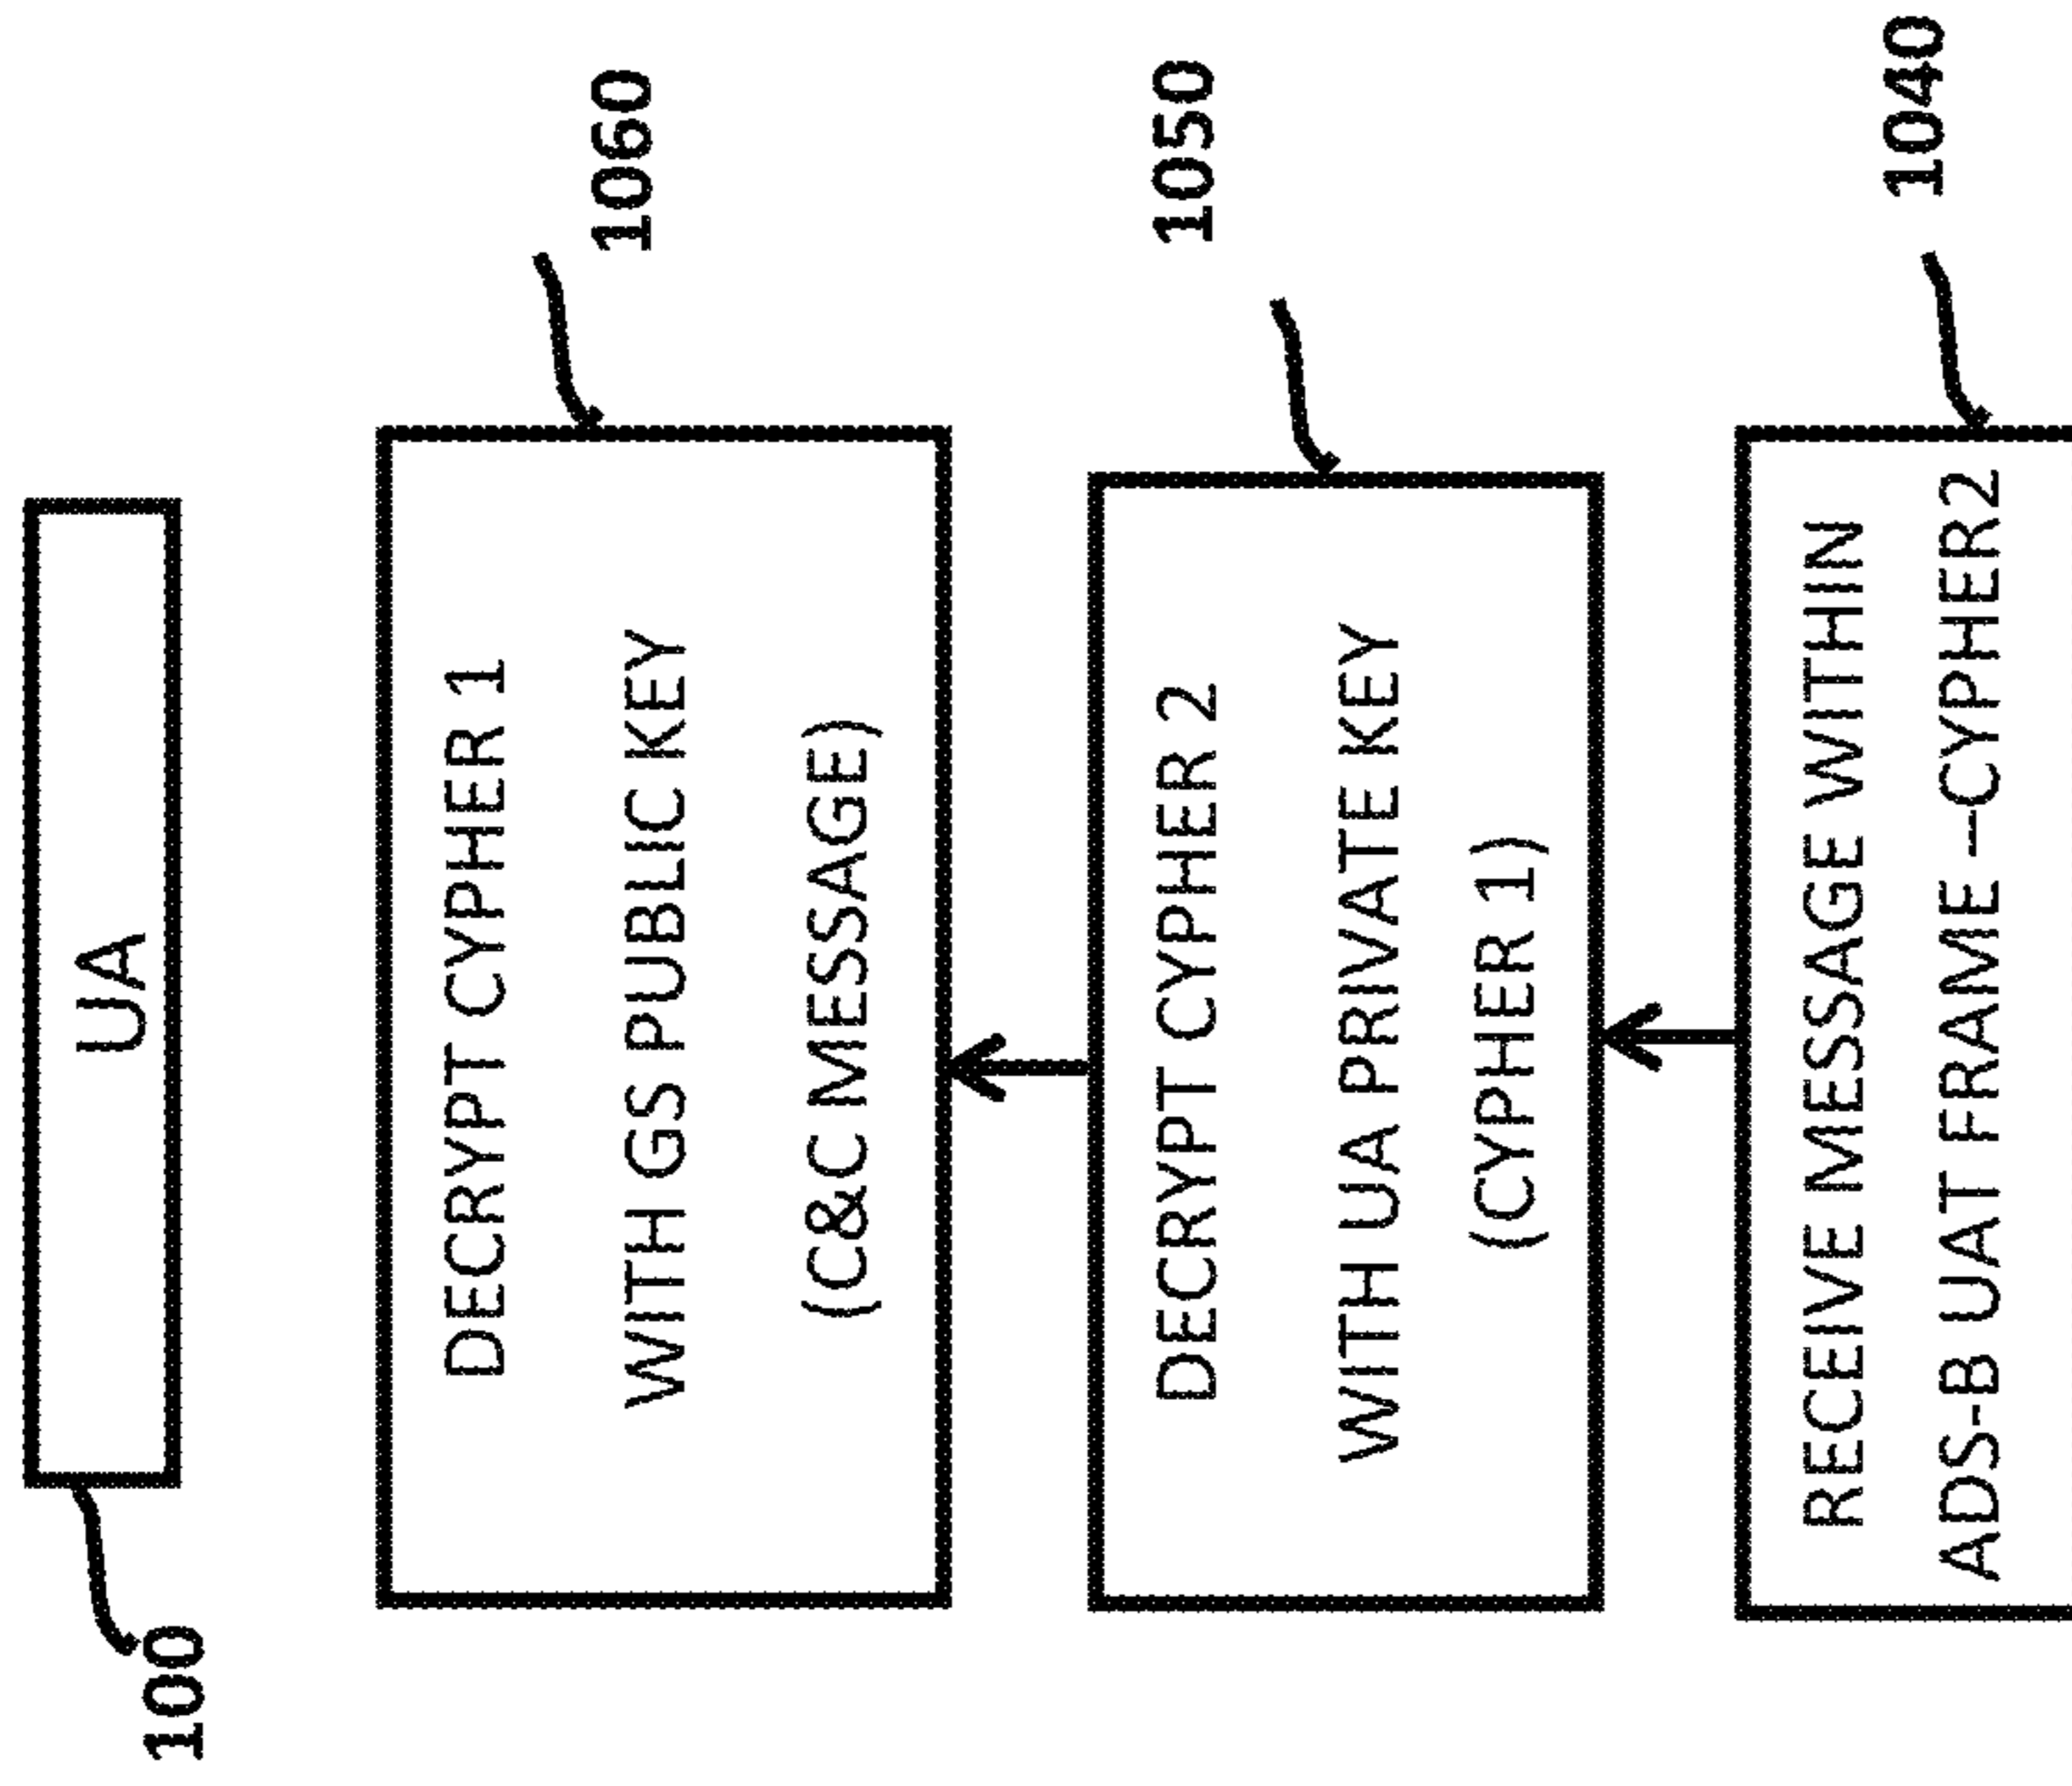 100
UA
DECRYPT CYPHER 1
WITH GS PUBLIC KEY
(C&C MESSAGE)
1060
DECRYPT CYPHER 2
WITH UA PRIVATE KEY
(CYPHER 1)
1050
RECEIVE MESSAGE WITHIN
ADS-B UAT FRAME –CYPHER2
1040